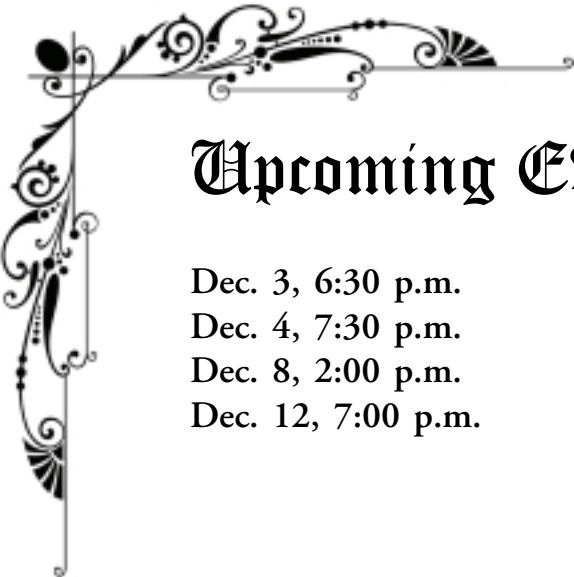 Upcoming
Dec. 3, 6:30 p.m.
Dec. 4, 7:30 p.m.
Dec. 8, 2:00 p.m.
Dec. 12, 7:00 p.m.